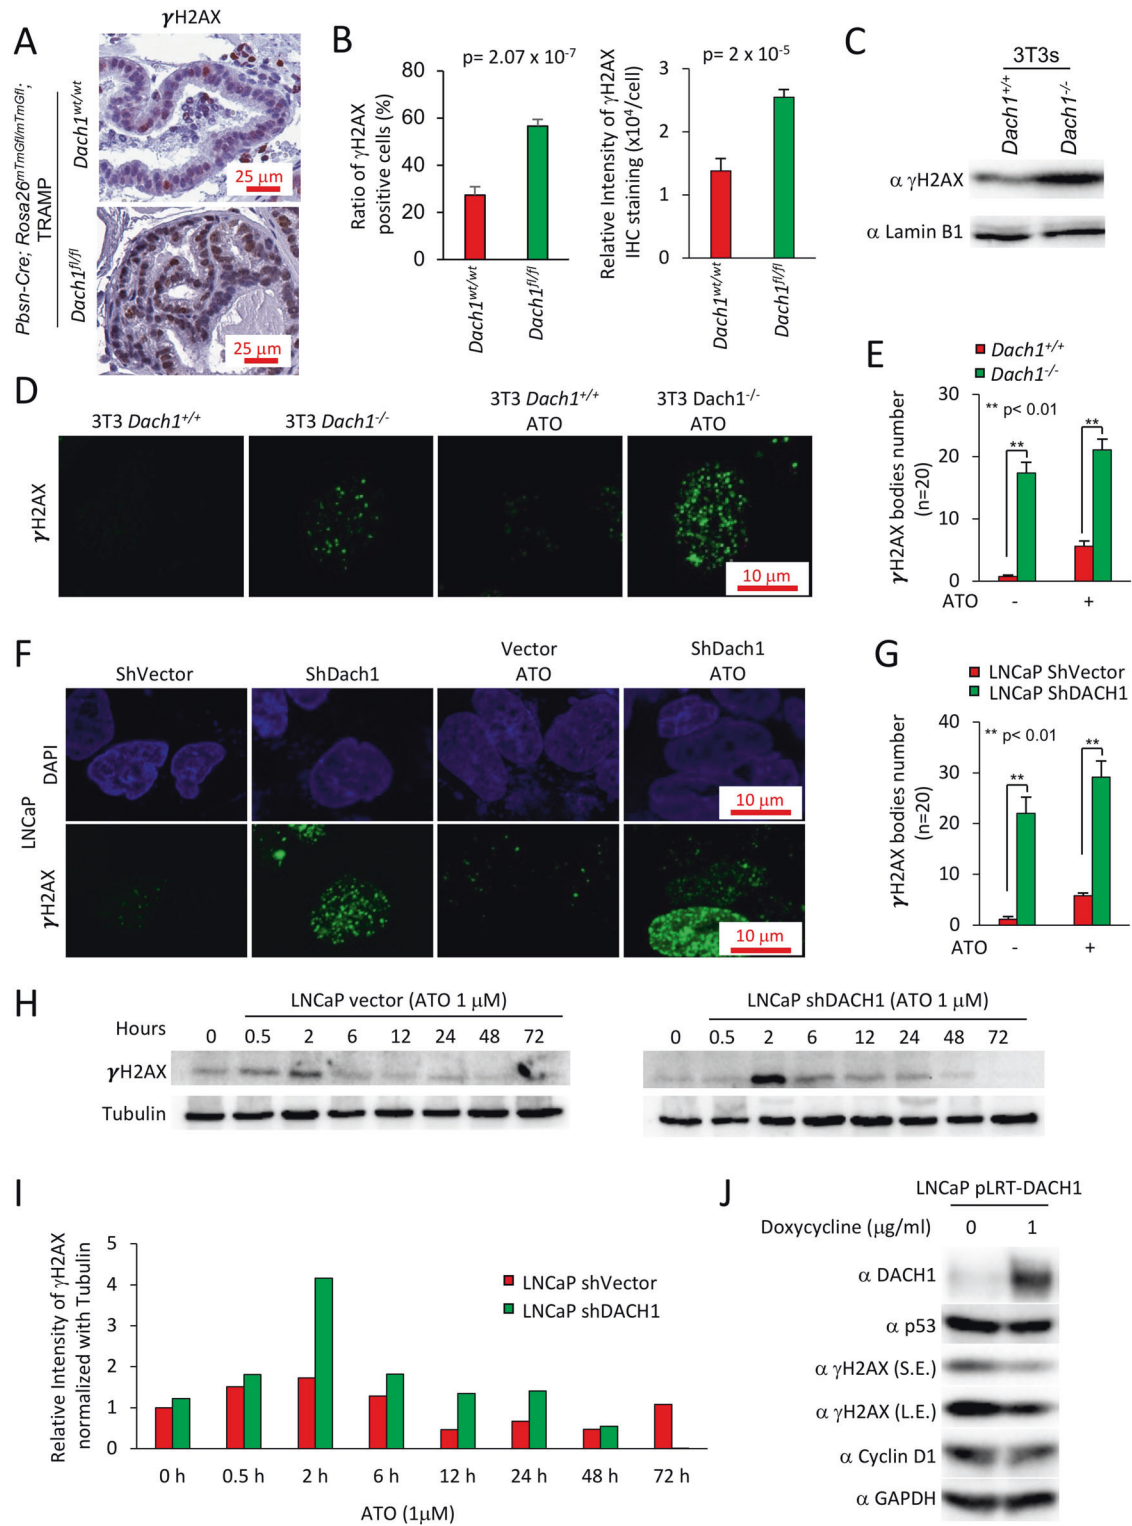 A
γH2AX
Pbsn-Cre; Rosa26mTmGfl/mTmGfl;
TRAMP
Dach1wt/wt
Dach1fl/fl
25 μm
25 μm
B
p= 2.07 x 10-7
Ratio of γH2AX
positive cells (%)
80
60
40
20
0
Dach1wt/wt
Dach1fl/fl
p= 2 x 10-5
Relative Intensity of γH2AX
IHC staining (x10⁴/cell)
3
2
1
0
Dach1wt/wt
Dach1fl/fl
C
3T3s
Dach1+/+
Dach1-/-
α γH2AX
α Lamin B1
D
3T3 Dach1+/+
3T3 Dach1-/-
3T3 Dach1+/+
ATO
3T3 Dach1-/-
ATO
γH2AX
10 μm
E
Dach1+/+
Dach1-/-
** p< 0.01
γH2AX bodies number
(n=20)
30
20
10
0
**
**
ATO - +
F
ShVector
ShDach1
Vector
ATO
ShDach1
ATO
LNCaP
DAPI
γH2AX
10 μm
10 μm
G
LNCaP ShVector
LNCaP ShDACH1
** p< 0.01
γH2AX bodies number
(n=20)
40
30
20
10
0
**
**
ATO - +
H
LNCaP vector (ATO 1 μM)
Hours 0 0.5 2 6 12 24 48 72
γH2AX
Tubulin
LNCaP shDACH1 (ATO 1 μM)
0 0.5 2 6 12 24 48 72
I
Relative Intensity of γH2AX
normalized with Tubulin
5
4
3
2
1
0
LNCaP shVector
LNCaP shDACH1
0 h 0.5 h 2 h 6 h 12 h 24 h 48 h 72 h
ATO (1μM)
J
LNCaP pLRT-DACH1
Doxycycline (μg/ml) 0 1
α DACH1
α p53
α γH2AX (S.E.)
α γH2AX (L.E.)
α Cyclin D1
α GAPDH